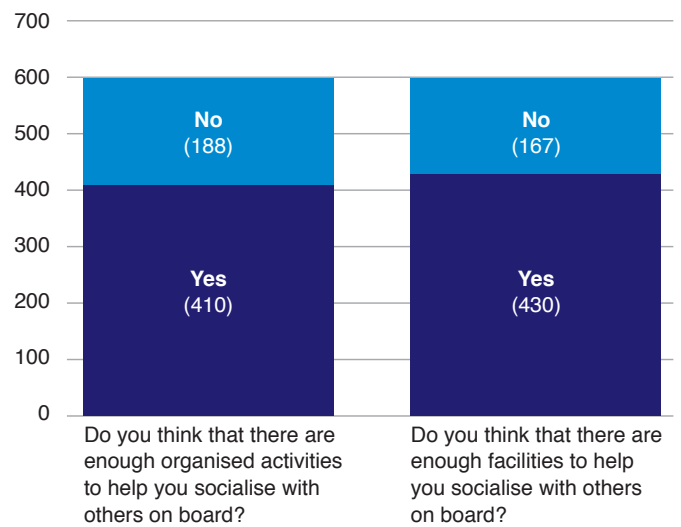 700
600
500
400
300
200
100
0
No
(188)
Yes
(410)
No
(167)
Yes
(430)
Do you think that there are
enough organised activities
to help you socialise with
others on board?
Do you think that there are
enough facilities to help
you socialise with others
on board?